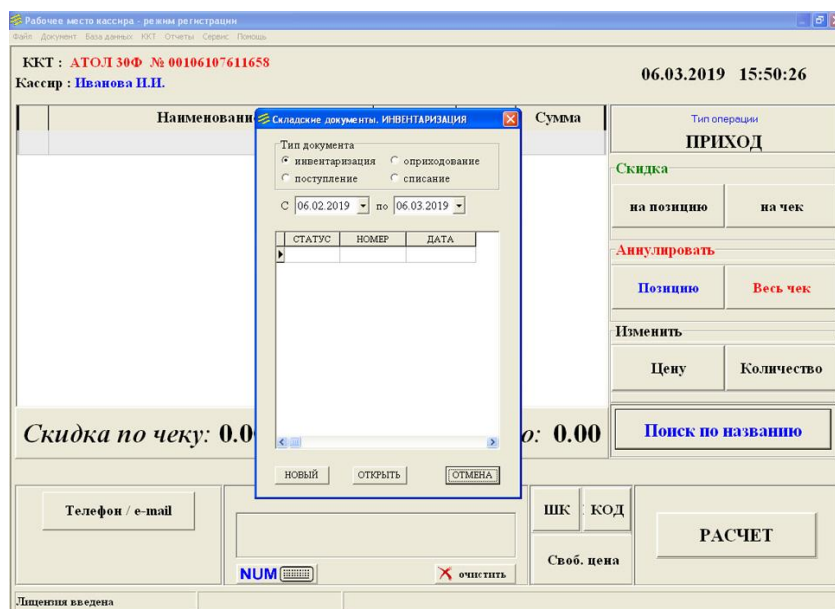 Рабочее место кассира - режим регистрации
Файл Документ База данных ККТ Отчеты Сервис Помощь
ККТ : АТОЛ 30Ф № 00106107611658
Кассир : Иванова И.И.
06.03.2019 15:50:26
Сумма
Складские документы. ИНВЕНТАРИЗАЦИЯ
Тип документа
инвентаризация оприходование
поступление списание
С 06.02.2019 по 06.03.2019
СТАТУС НОМЕР ДАТА
НОВЫЙ ОТКРЫТЬ ОТМЕНА
Тип операции
ПРИХОД
Скидка
на позицию на чек
Аннулировать
Позицию Весь чек
Изменить
Цену Количество
Скидка по чеку: 0.00
Поиск по названию
Телефон / e-mail
NUM
очистить
ШК КОД
Своб. цена
РАСЧЕТ
Лицензия введена